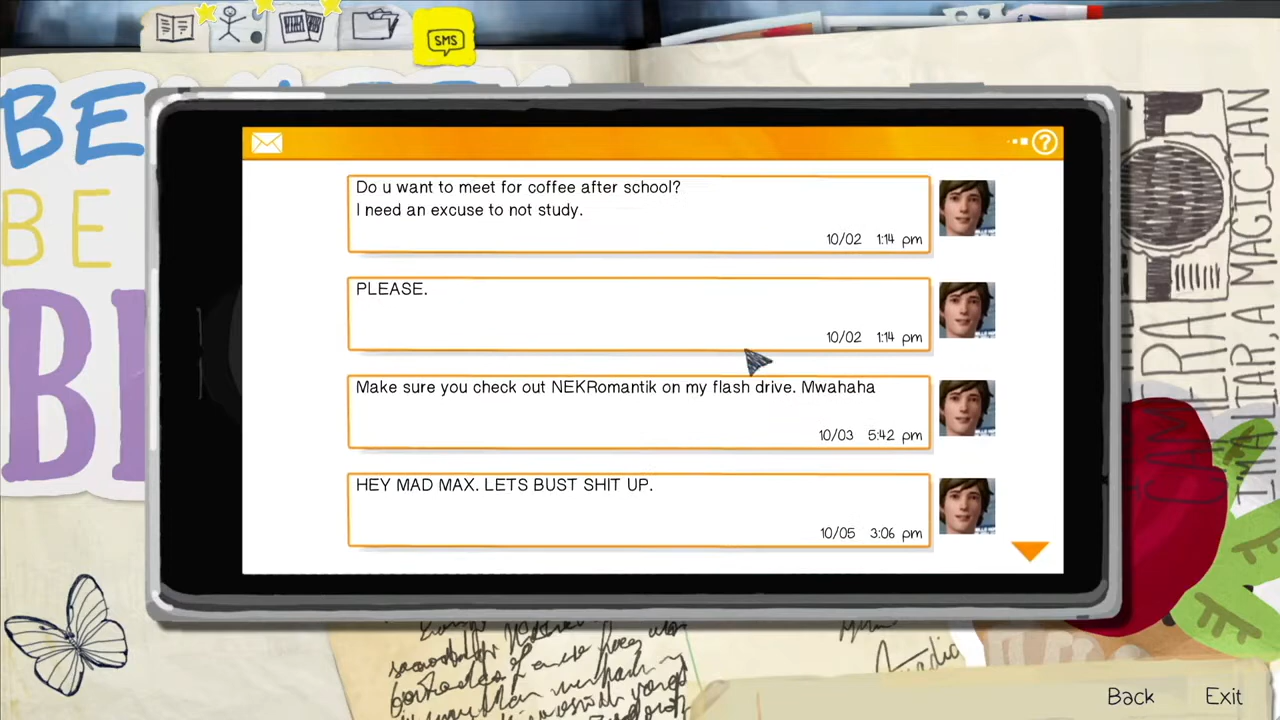 SMS
BE
BE
Do u want to meet for coffee after school?
I need an excuse to not study.
10/02 1:14 pm
PLEASE.
10/02 1:14 pm
Make sure you check out NEKRomantik on my flash drive. Mwahaha
10/03 5:42 pm
HEY MAD MAX. LETS BUST SHIT UP.
10/05 3:06 pm
LIAR, A MAGICIAN
Back Exit